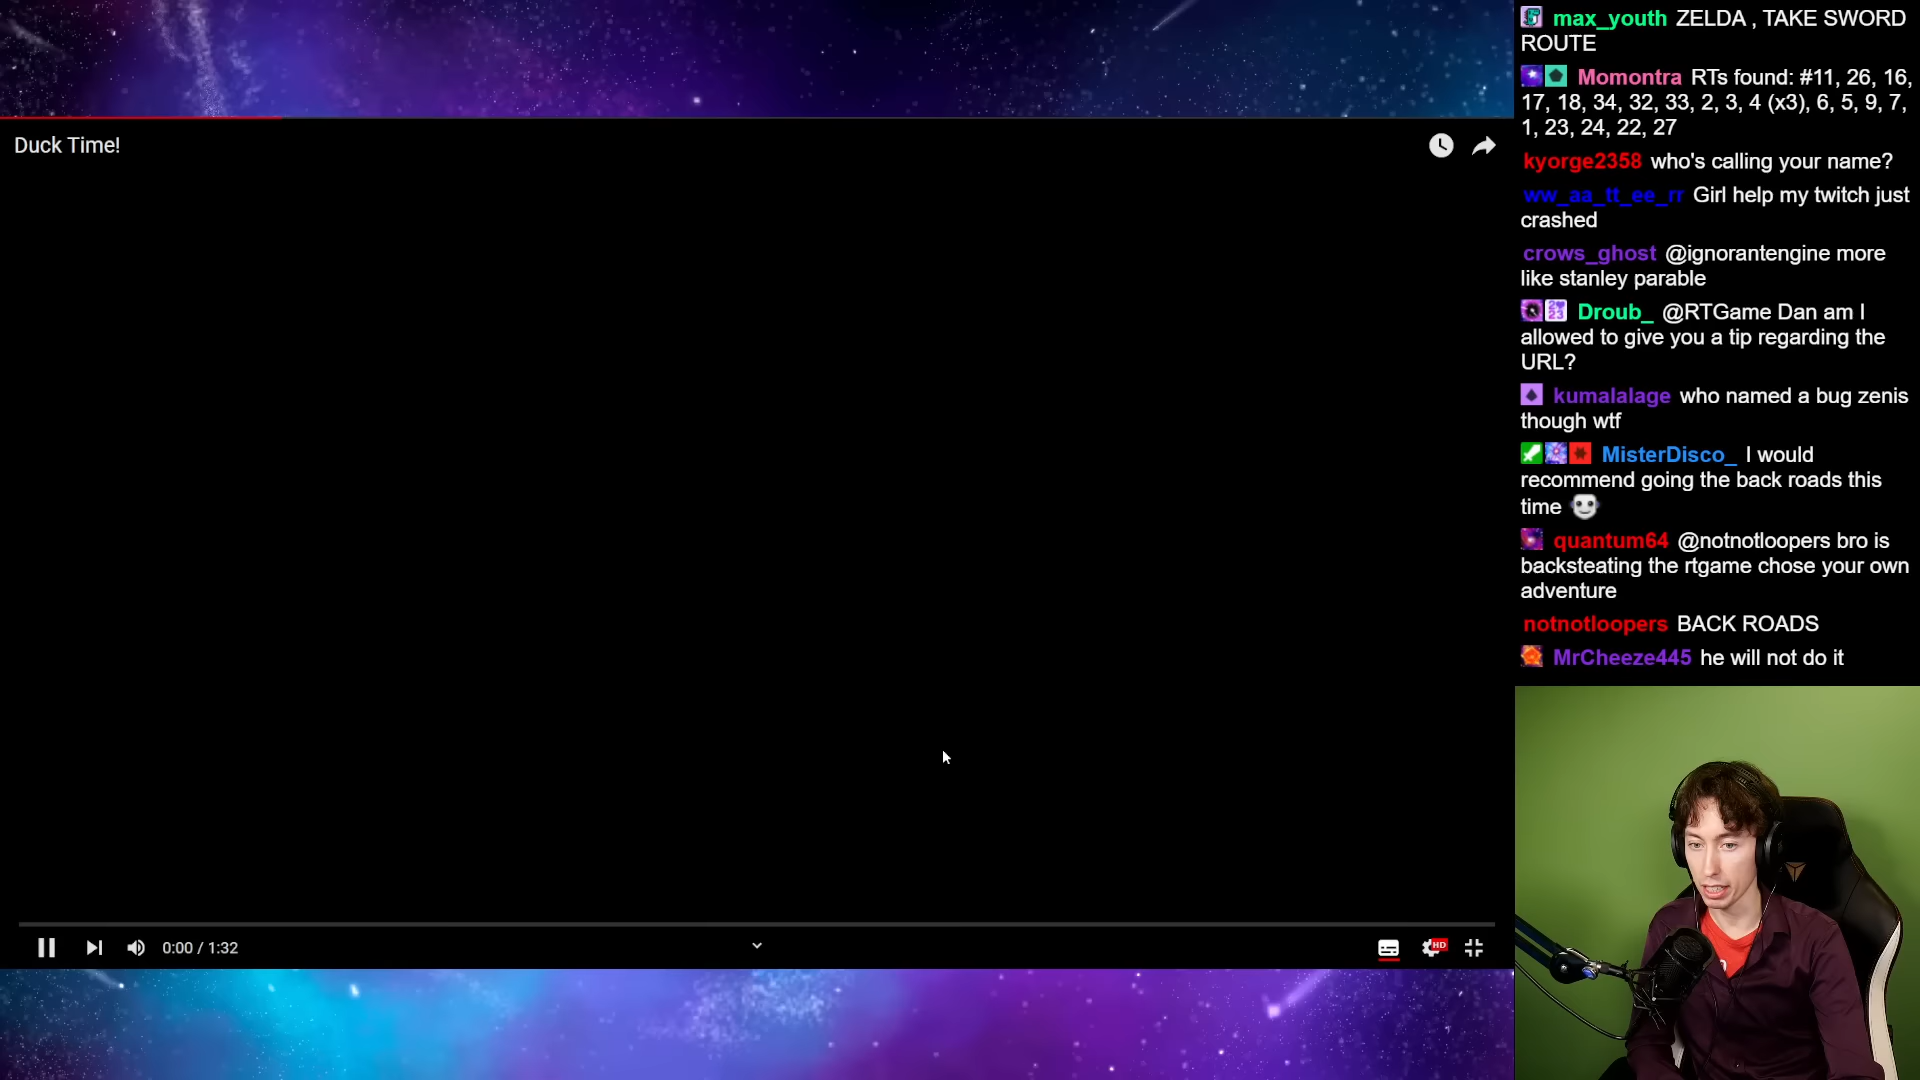 Duck Time!
0:00 / 1:32
HD
max_youth ZELDA , TAKE SWORD
ROUTE
Momontra RTs found: #11, 26, 16,
17, 18, 34, 32, 33, 2, 3, 4 (x3), 6, 5, 9, 7,
1, 23, 24, 22, 27
kyorge2358 who's calling your name?
ww_aa_tt_ee_rr Girl help my twitch just
crashed
crows_ghost @ignorantengine more
like stanley parable
Droub_ @RTGame Dan am I
allowed to give you a tip regarding the
URL?
kumalalage who named a bug zenis
though wtf
MisterDisco_ I would
recommend going the back roads this
time
quantum64 @notnotloopers bro is
backsteating the rtgame chose your own
adventure
notnotloopers BACK ROADS
MrCheeze445 he will not do it